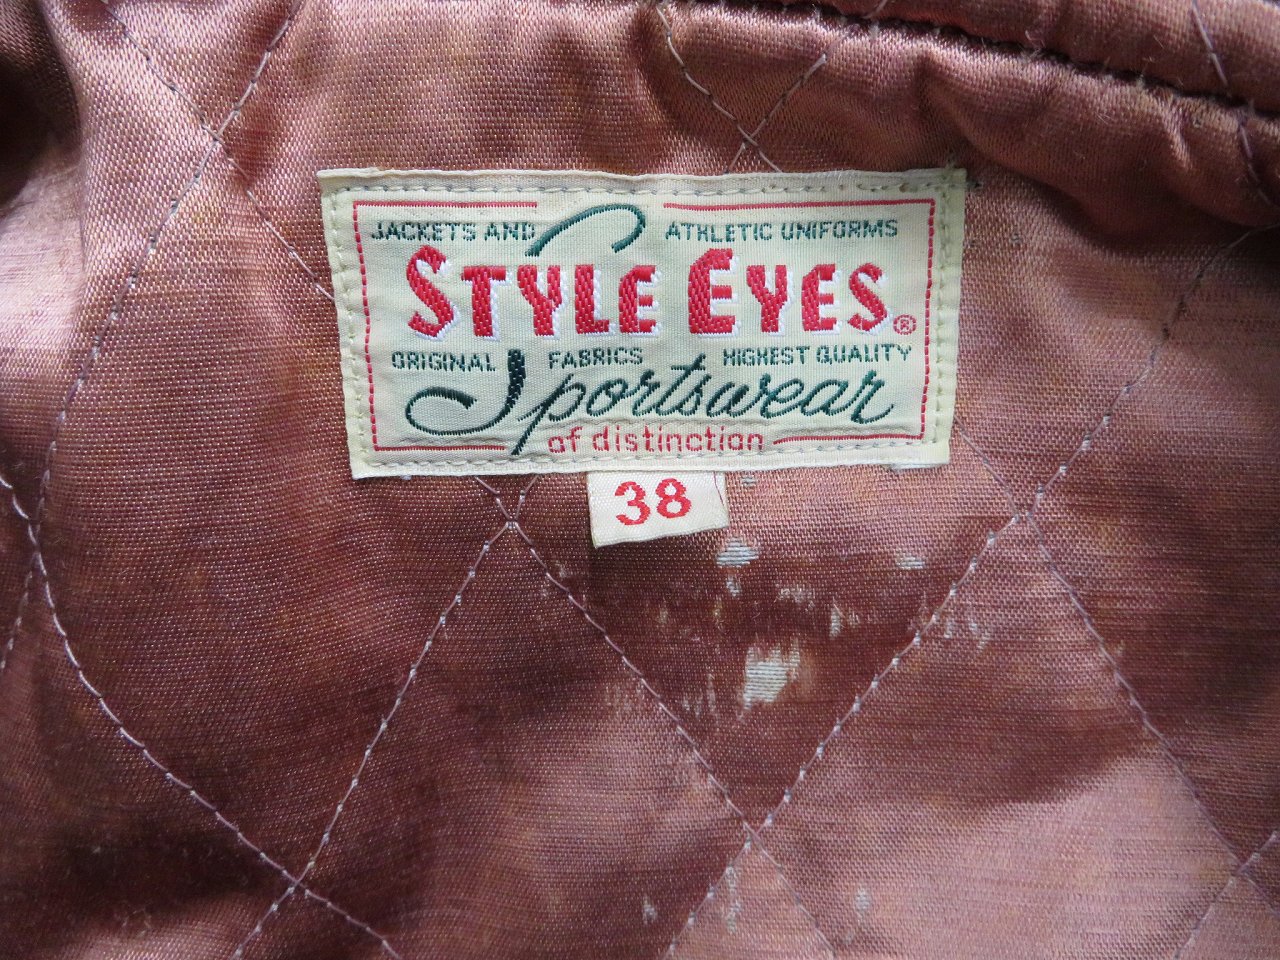 JACKETS AND ATHLETIC UNIFORMS
STYLE EYES®
ORIGINAL FABRICS HIGHEST QUALITY
Sportswear
of distinction
38